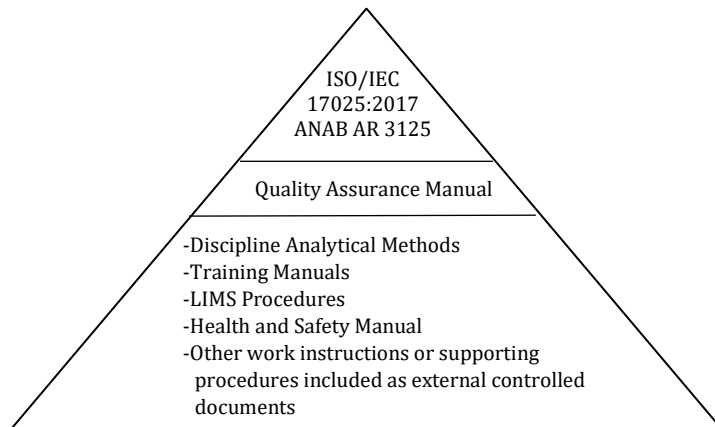 ISO/IEC
17025:2017
ANAB AR 3125
Quality Assurance Manual
-Discipline Analytical Methods
-Training Manuals
-LIMS Procedures
-Health and Safety Manual
-Other work instructions or supporting
procedures included as external controlled
documents